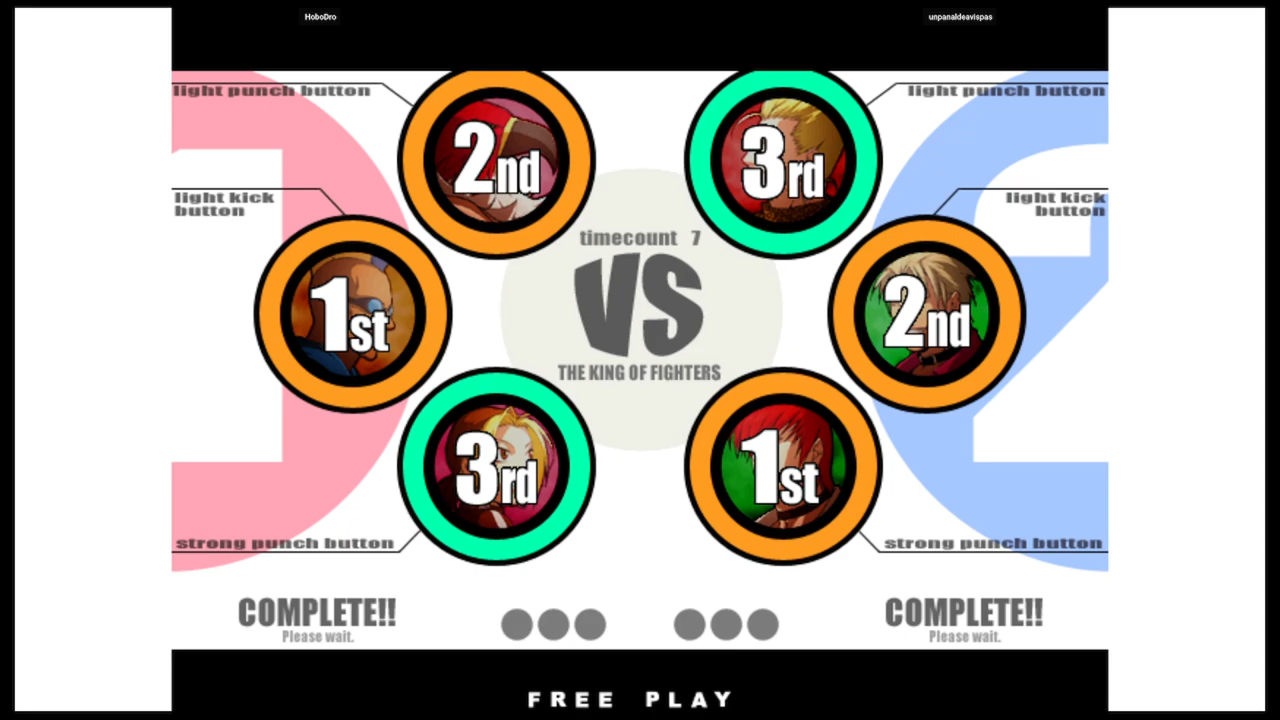 HoboDro
unpanaldeavispas
light punch button
light punch button
2nd
3rd
light kick
button
light kick
button
timecount 7
VS
THE KING OF FIGHTERS
1st
2nd
3rd
1st
strong punch button
strong punch button
COMPLETE!!
Please wait.
COMPLETE!!
Please wait.
FREE PLAY
1
2